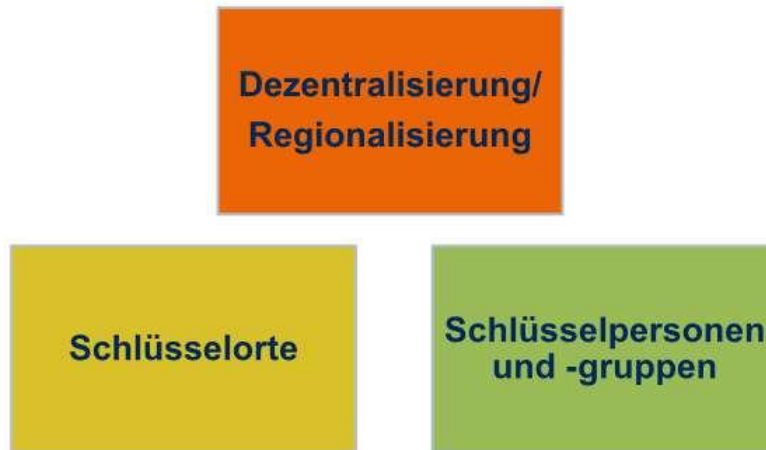 Dezentralisierung/
Regionalisierung
Schlüsselorte
Schlüsselpersonen
und -gruppen